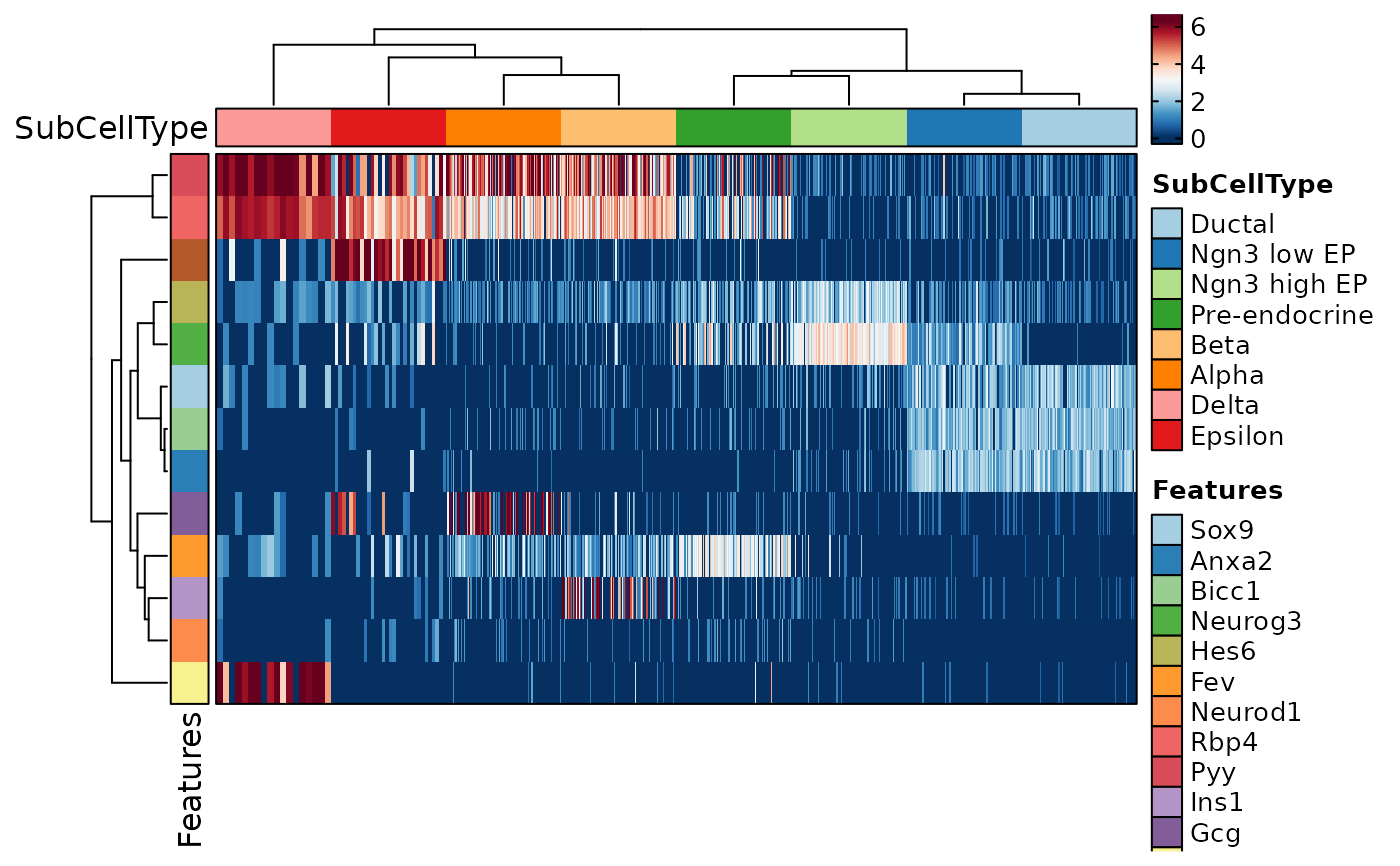 SubCellType
Features
6
4
2
0
SubCellType
Ductal
Ngn3 low EP
Ngn3 high EP
Pre-endocrine
Beta
Alpha
Delta
Epsilon
Features
Sox9
Anxa2
Bicc1
Neurog3
Hes6
Fev
Neurod1
Rbp4
Pyy
Ins1
Gcg